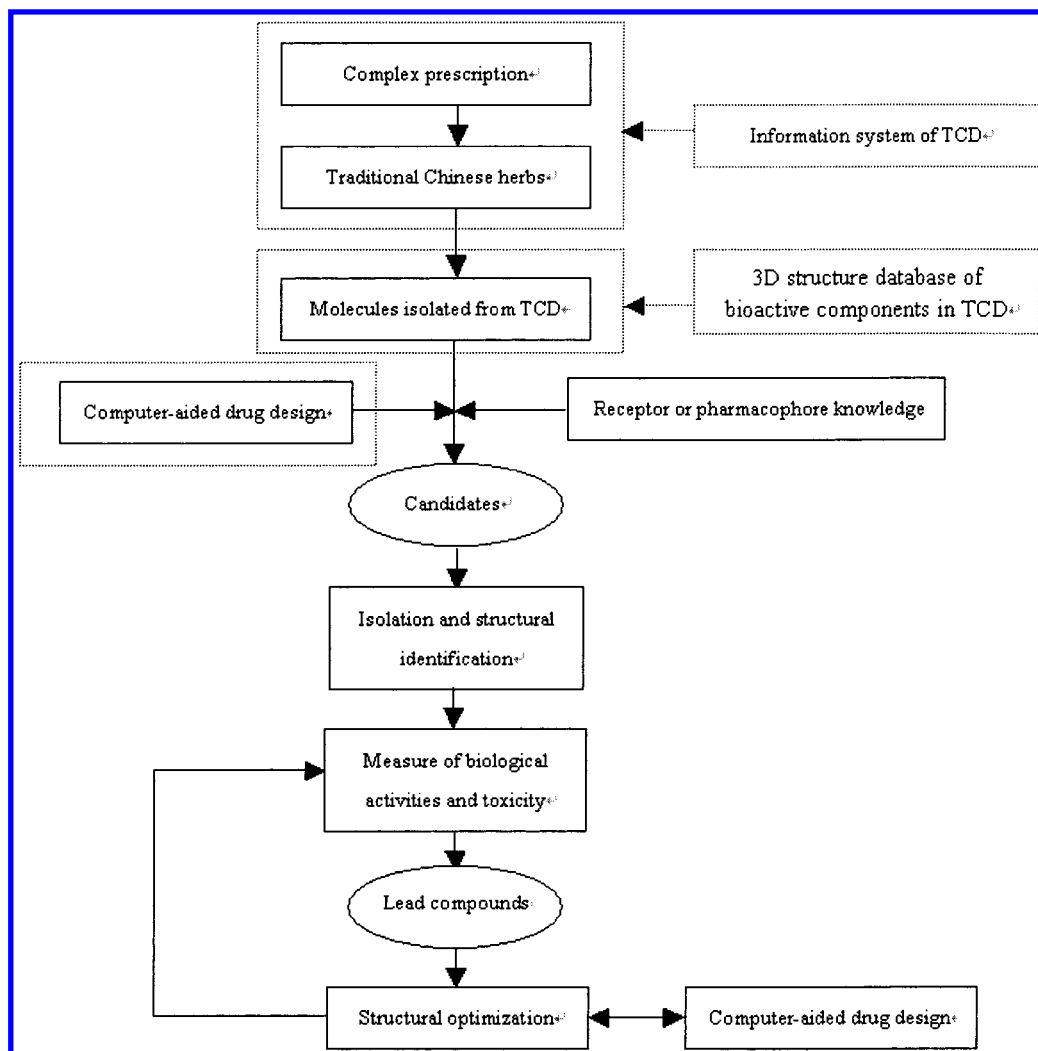 Complex prescription↵
Information system of TCD↵
Traditional Chinese herbs↵
3D structure database of
bioactive components in TCD↵
Molecules isolated from TCD↵
Computer-aided drug design↵
Receptor or pharmacophore knowledge
Candidates↵
Isolation and structural
identification↵
Measure of biological
activities and toxicity↵
Lead compounds
Structural optimization↵
Computer-aided drug design↵